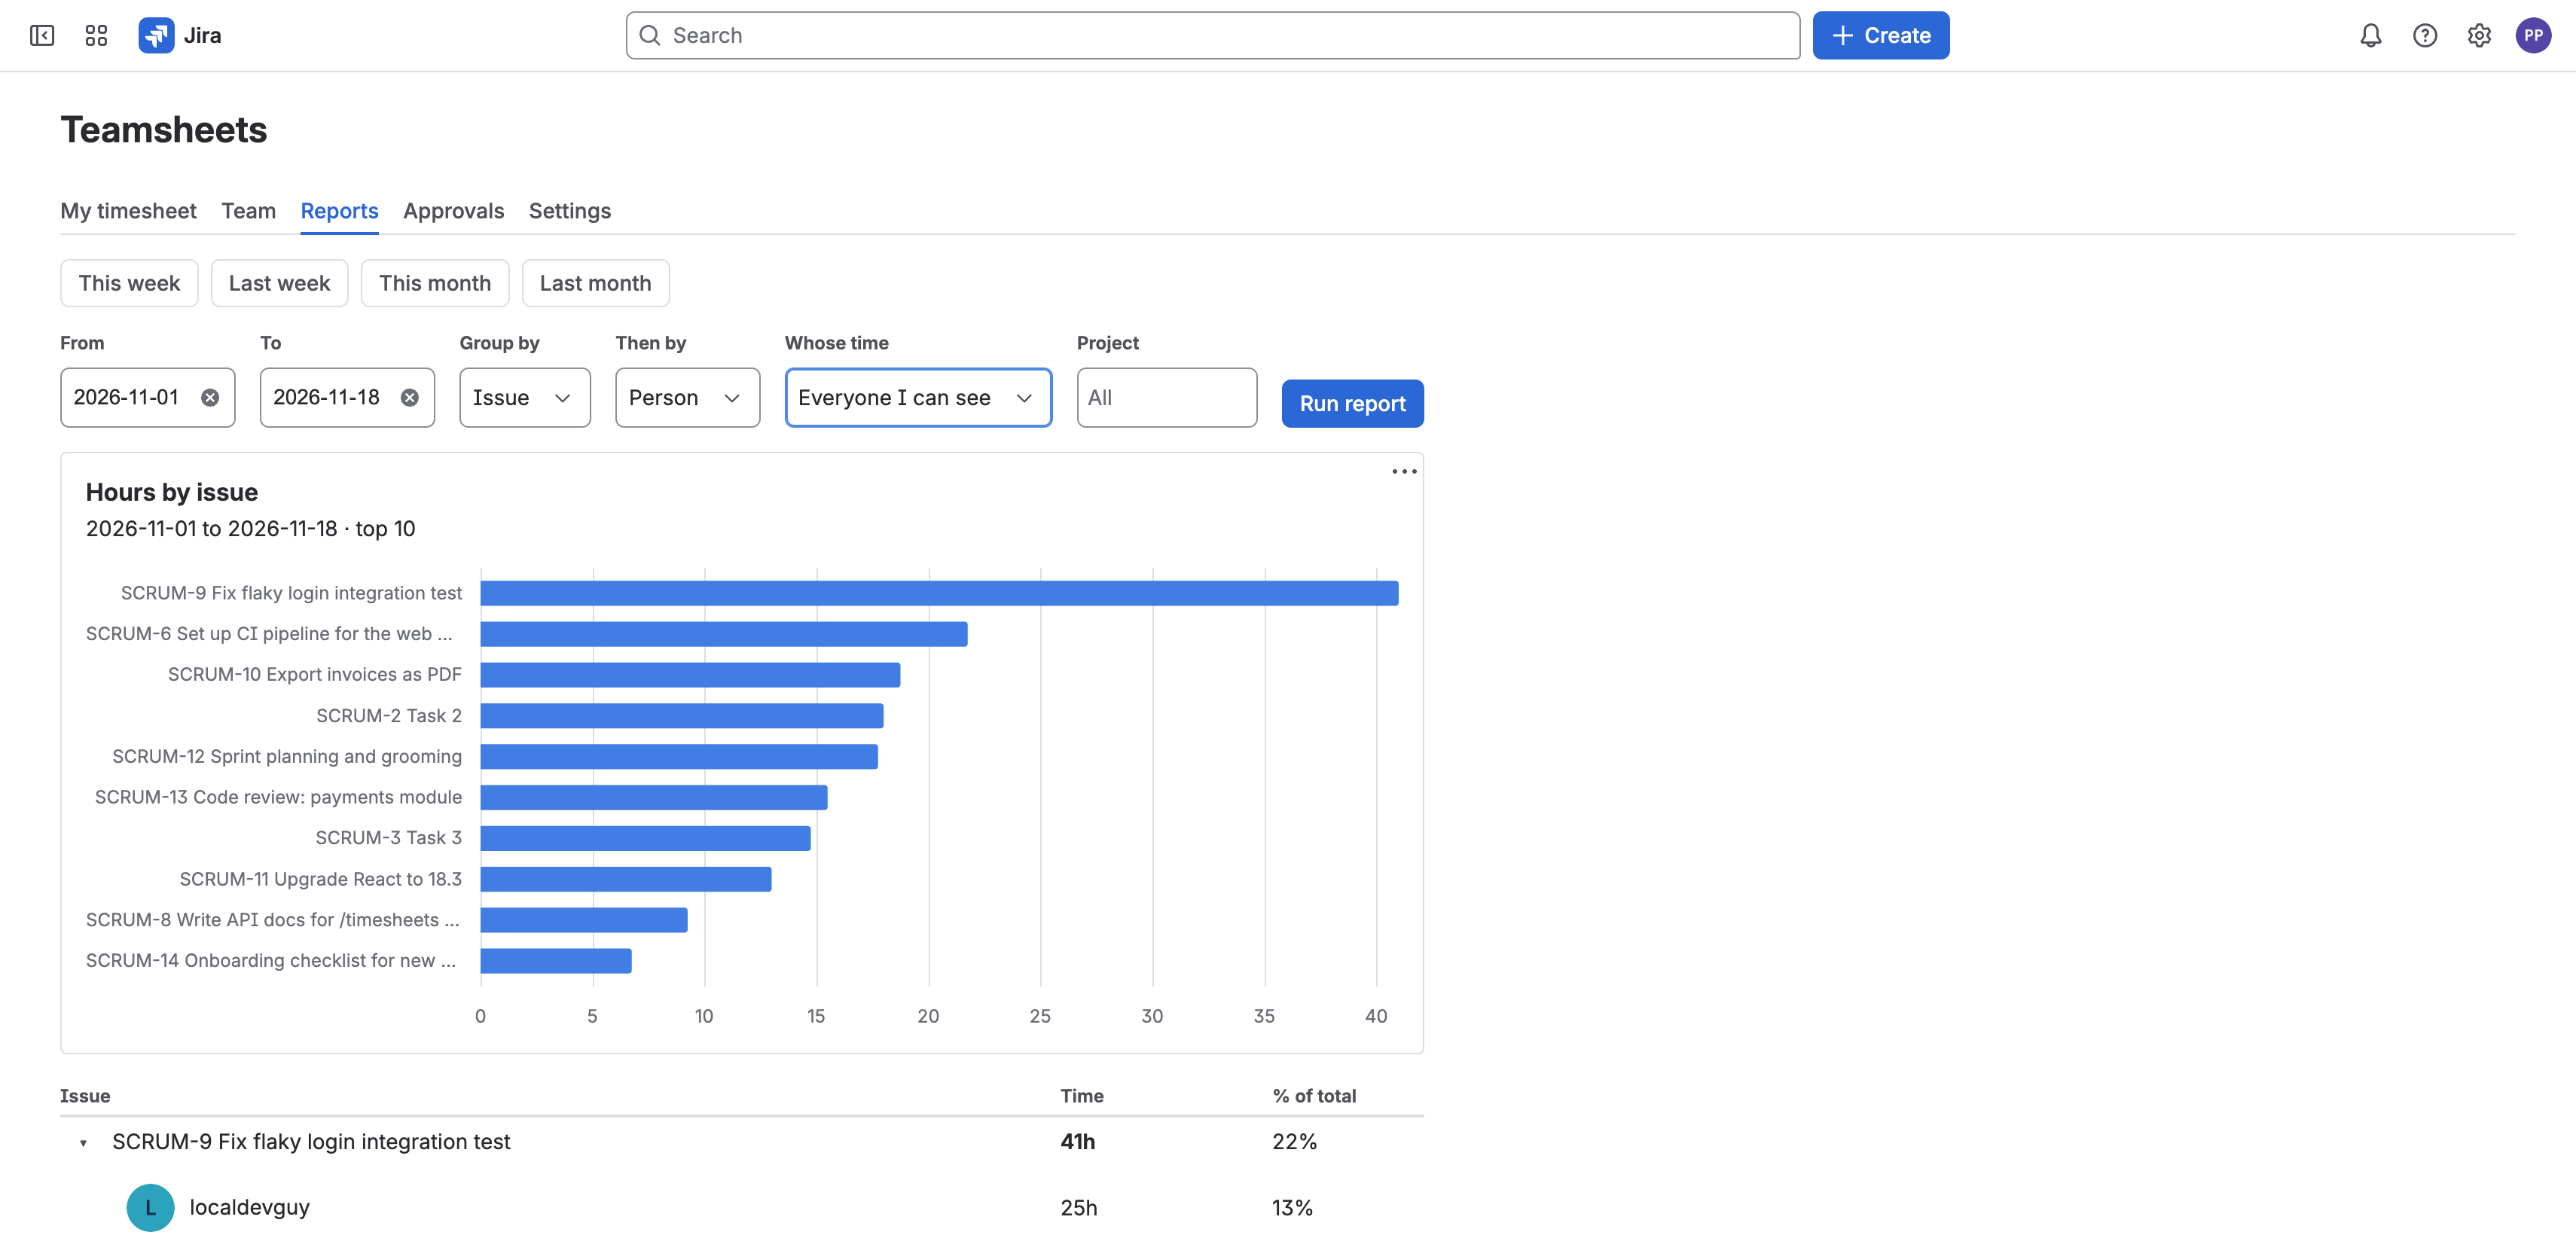 Jira
Search
Create
PP
Teamsheets
My timesheet Team Reports Approvals Settings
This week Last week This month Last month
From To Group by Then by Whose time Project
2026-11-01 2026-11-18 Issue Person Everyone I can see All Run report
Hours by issue
2026-11-01 to 2026-11-18 · top 10
SCRUM-9 Fix flaky login integration test
SCRUM-6 Set up CI pipeline for the web ...
SCRUM-10 Export invoices as PDF
SCRUM-2 Task 2
SCRUM-12 Sprint planning and grooming
SCRUM-13 Code review: payments module
SCRUM-3 Task 3
SCRUM-11 Upgrade React to 18.3
SCRUM-8 Write API docs for /timesheets ...
SCRUM-14 Onboarding checklist for new ...
0 5 10 15 20 25 30 35 40
Issue Time % of total
SCRUM-9 Fix flaky login integration test 41h 22%
L localdevguy 25h 13%